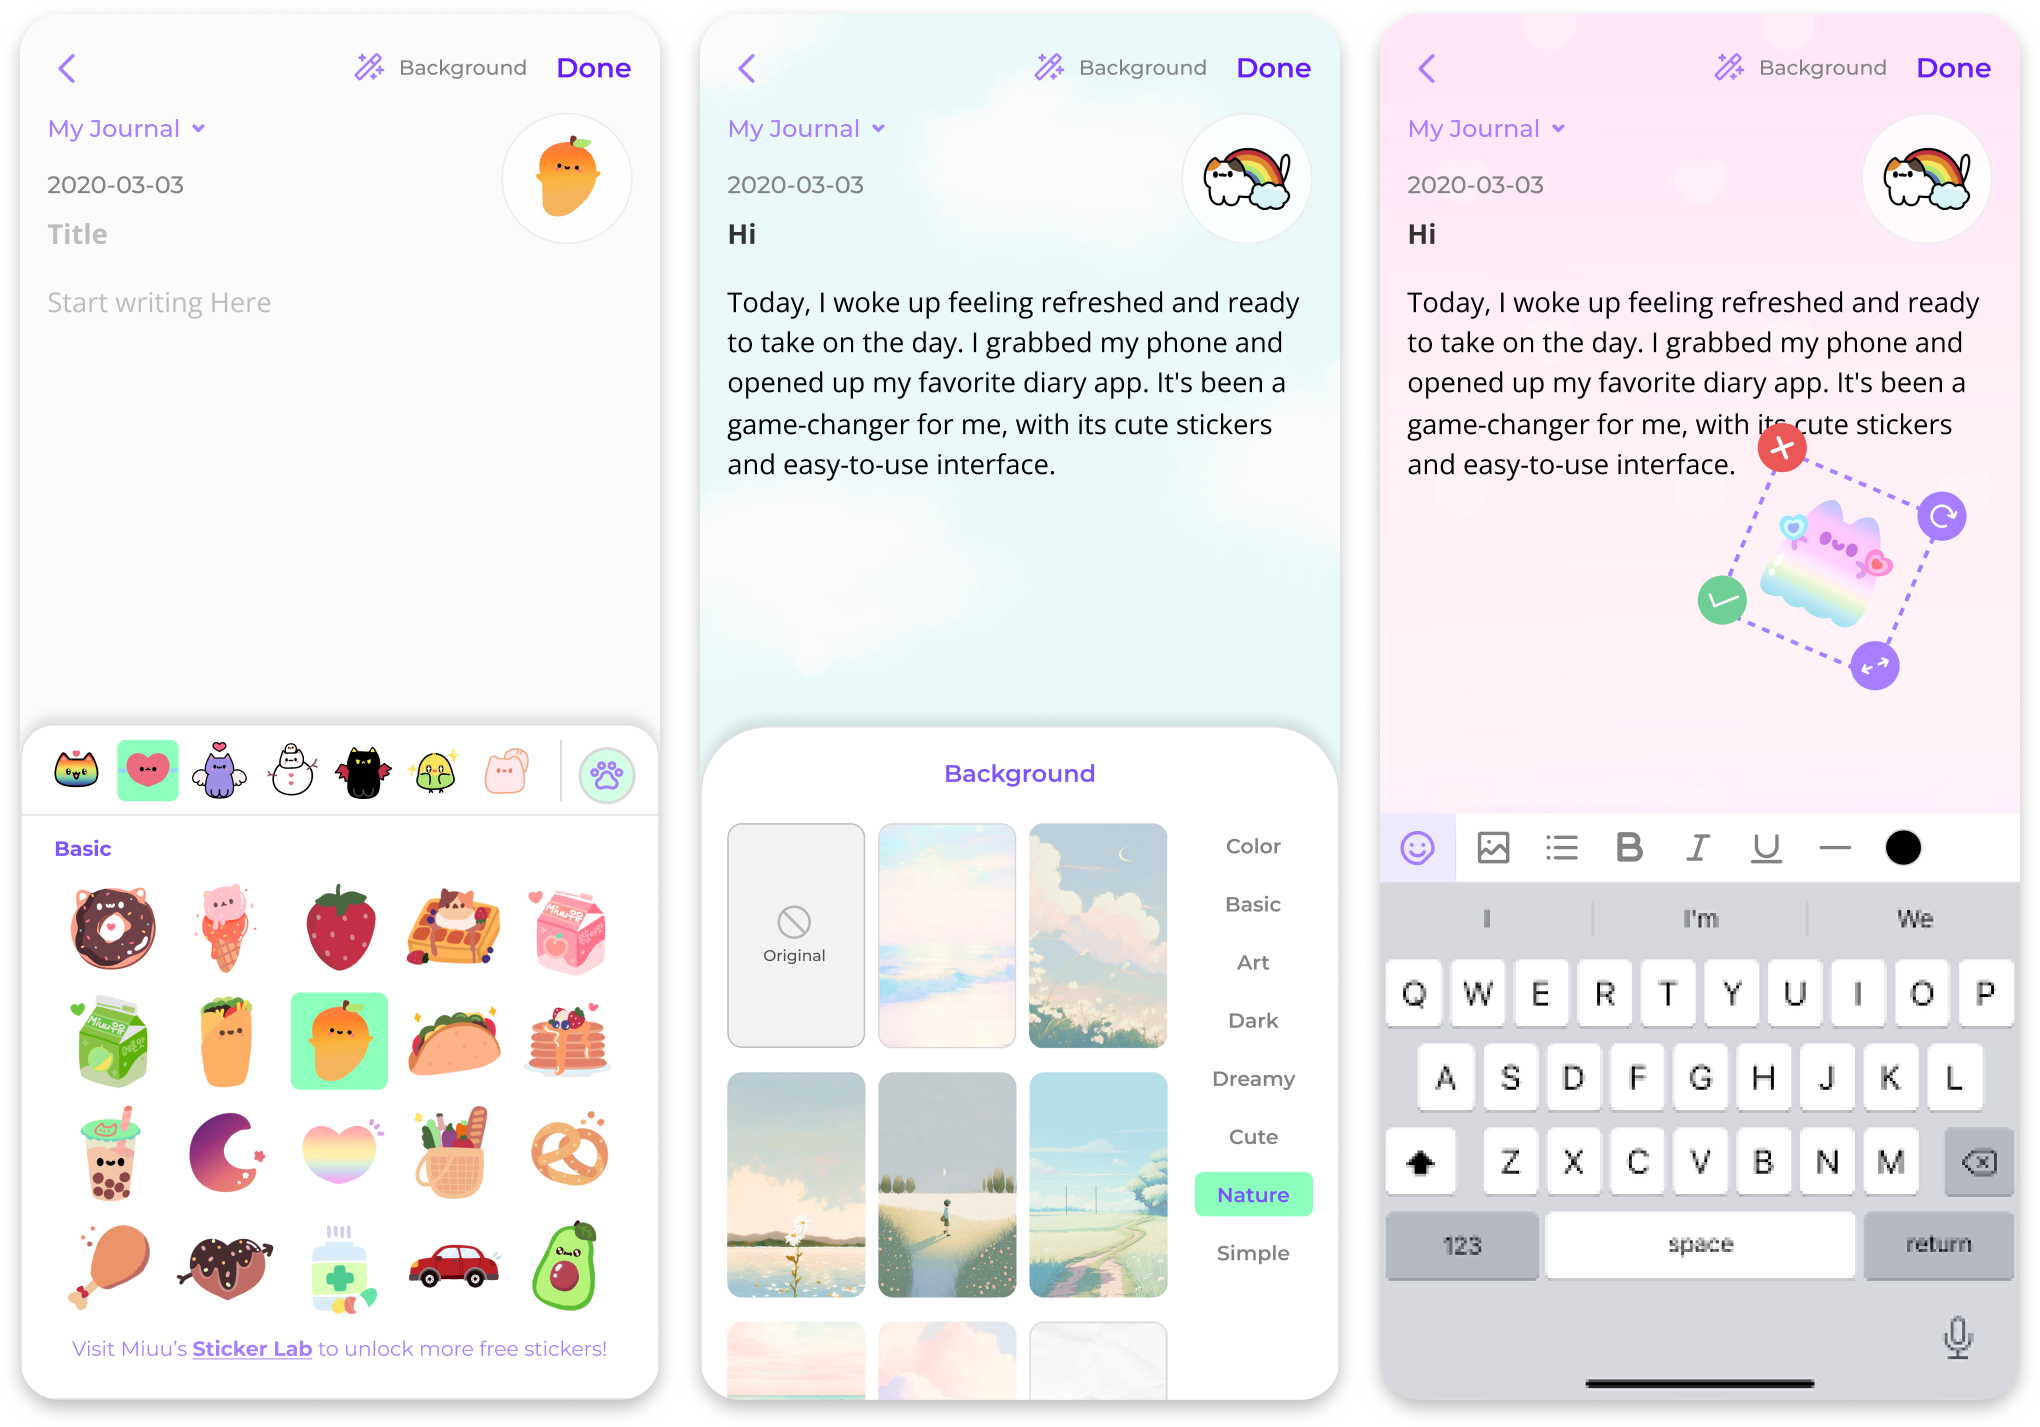 Background
Done
My Journal
2020-03-03
Title
Start writing Here
Basic
Miuu
Miuu
Visit Miuu's Sticker Lab to unlock more free stickers!
Background
Done
My Journal
2020-03-03
Hi
Today, I woke up feeling refreshed and ready
to take on the day. I grabbed my phone and
opened up my favorite diary app. It's been a
game-changer for me, with its cute stickers
and easy-to-use interface.
Background
Original
Color
Basic
Art
Dark
Dreamy
Cute
Nature
Simple
Background
Done
My Journal
2020-03-03
Hi
Today, I woke up feeling refreshed and ready
to take on the day. I grabbed my phone and
opened up my favorite diary app. It's been a
game-changer for me, with its cute stickers
and easy-to-use interface.
B I U
I I'm We
Q W E R T Y U I O P
A S D F G H J K L
Z X C V B N M
123 space return